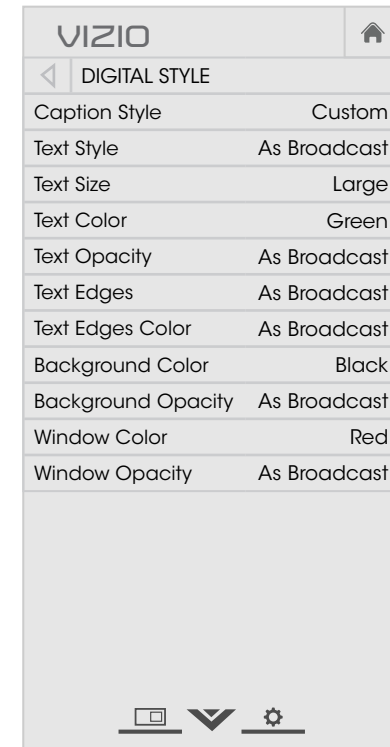 VIZIO
DIGITAL STYLE
Caption Style Custom
Text Style As Broadcast
Text Size Large
Text Color Green
Text Opacity As Broadcast
Text Edges As Broadcast
Text Edges Color As Broadcast
Background Color Black
Background Opacity As Broadcast
Window Color Red
Window Opacity As Broadcast